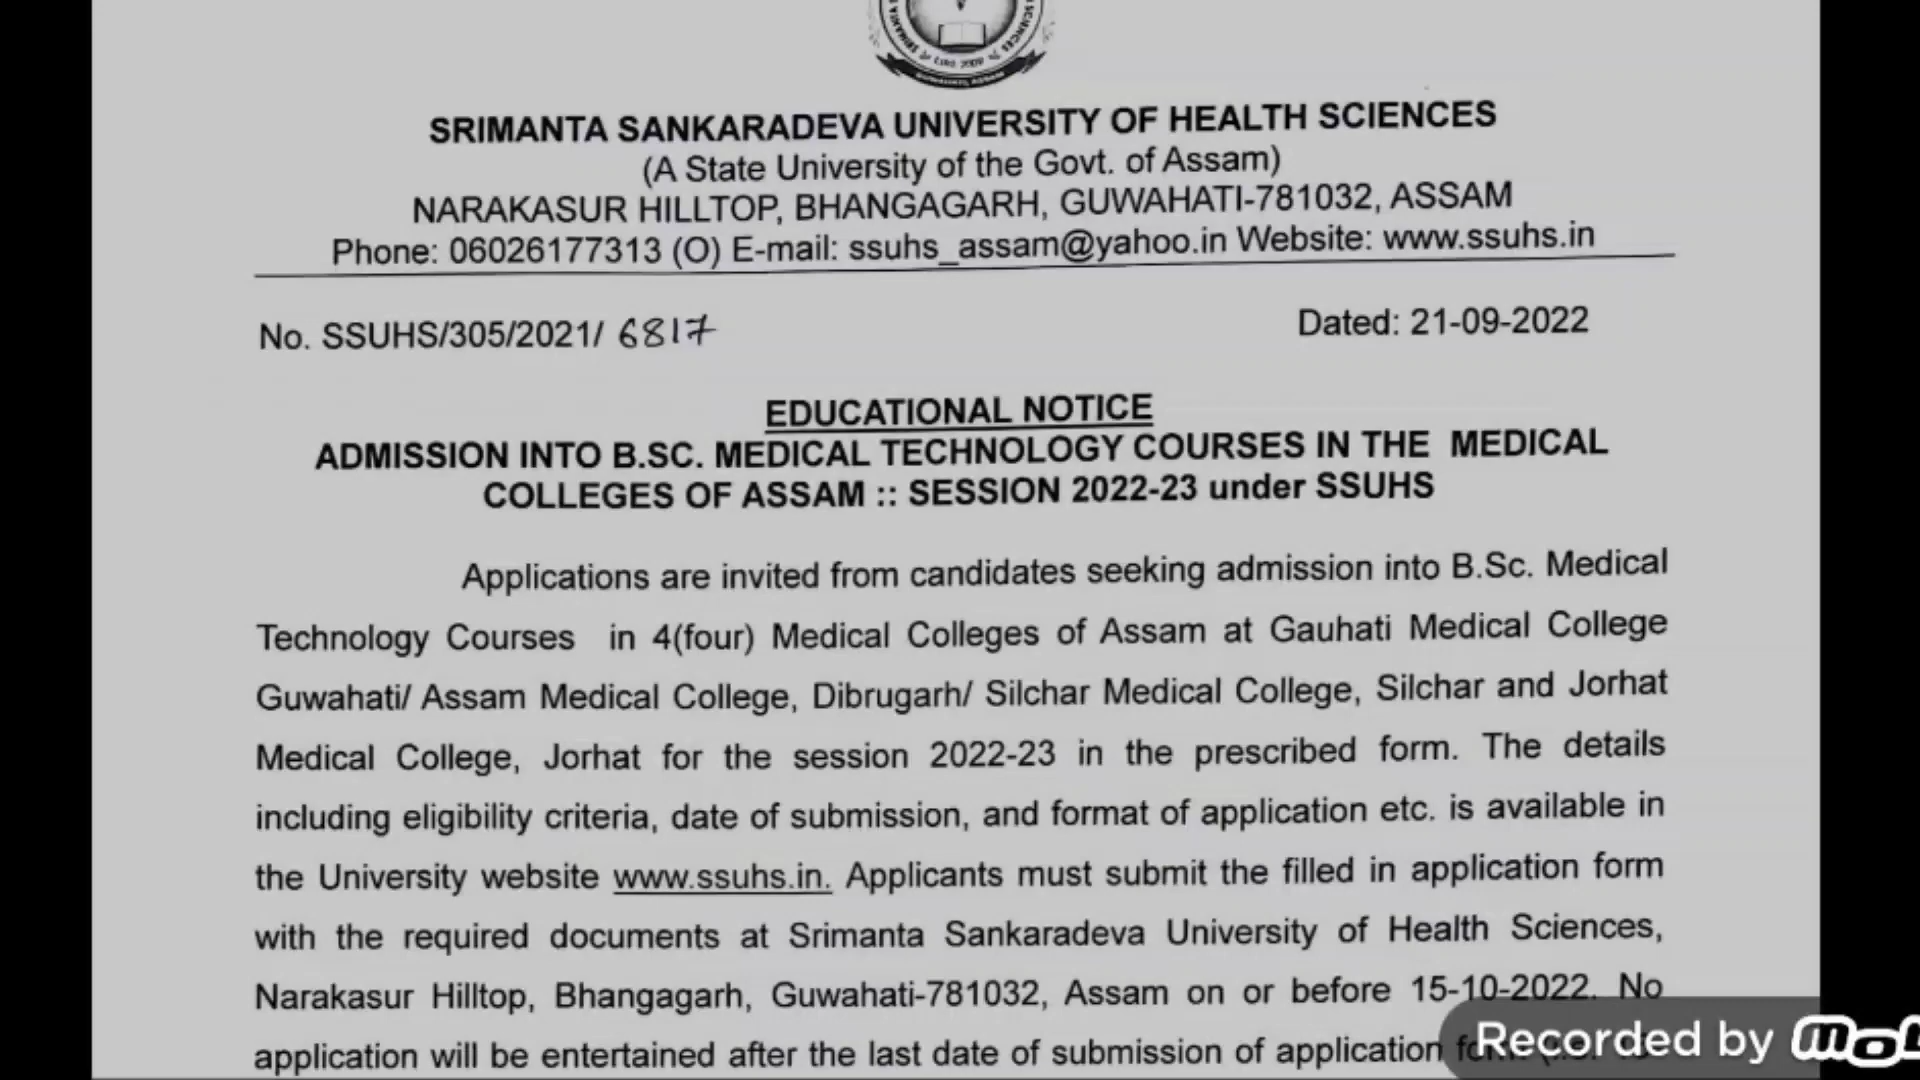 SRIMANTA SANKARADEVA UNIVERSITY OF HEALTH SCIENCES
(A State University of the Govt. of Assam)
NARAKASUR HILLTOP, BHANGAGARH, GUWAHATI-781032, ASSAM
Phone: 06026177313 (O) E-mail: ssuhs_assam@yahoo.in Website: www.ssuhs.in
No. SSUHS/305/2021/ 6817
Dated: 21-09-2022
EDUCATIONAL NOTICE
ADMISSION INTO B.SC. MEDICAL TECHNOLOGY COURSES IN THE MEDICAL
COLLEGES OF ASSAM :: SESSION 2022-23 under SSUHS
Applications are invited from candidates seeking admission into B.Sc. Medical
Technology Courses in 4(four) Medical Colleges of Assam at Gauhati Medical College
Guwahati/ Assam Medical College, Dibrugarh/ Silchar Medical College, Silchar and Jorhat
Medical College, Jorhat for the session 2022-23 in the prescribed form. The details
including eligibility criteria, date of submission, and format of application etc. is available in
the University website www.ssuhs.in. Applicants must submit the filled in application form
with the required documents at Srimanta Sankaradeva University of Health Sciences,
Narakasur Hilltop, Bhangagarh, Guwahati-781032, Assam on or before 15-10-2022. No
application will be entertained after the last date of submission of application
Recorded by